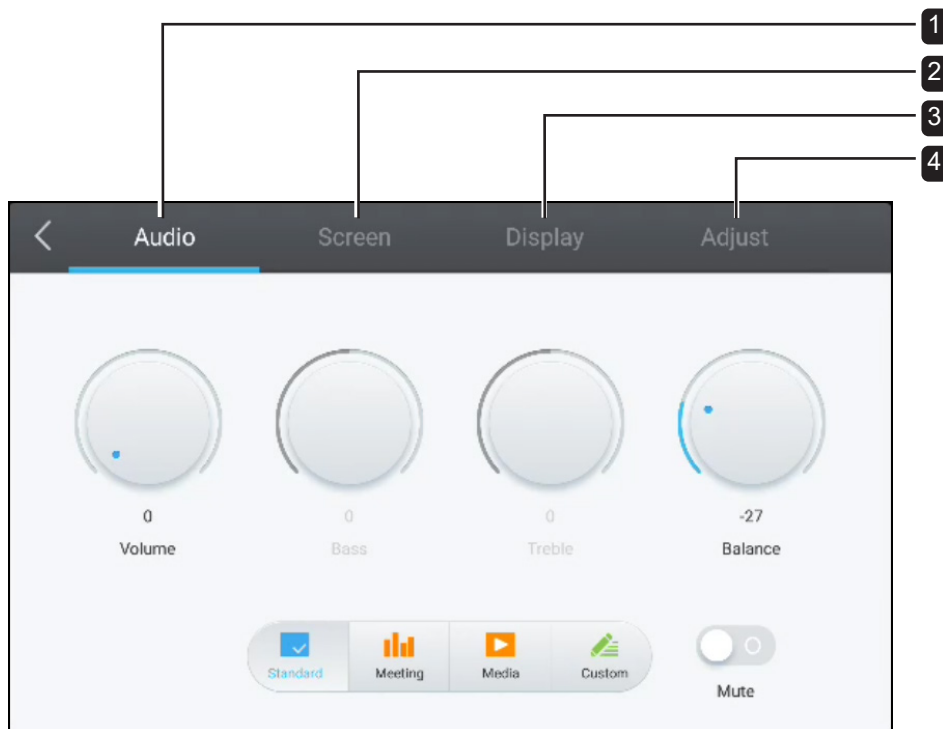 1
2
3
4
Audio Screen Display Adjust
0 0 0 -27
Volume Bass Treble Balance
Standard Meeting Media Custom
Mute